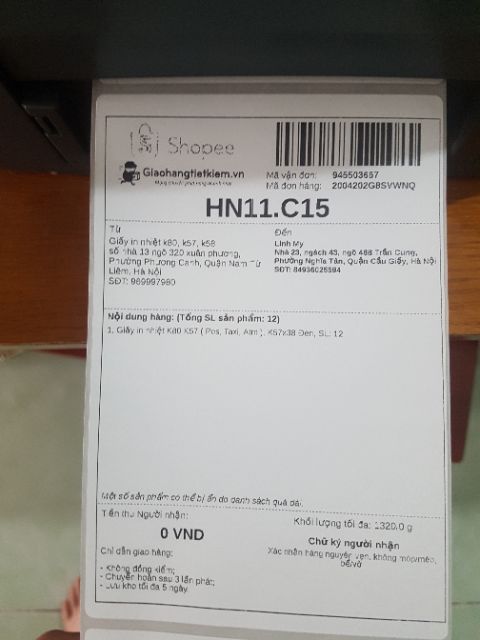 Shopee
Giaohangtietkiem.vn
Mã vận đơn: 945503657
Mã đơn hàng: 2004202G8SVWNQ
HN11.C15
Từ
Giấy in nhiệt k80, k57, k58
số nhà 13 ngõ 320 xuân phương,
Phường Phương Canh, Quận Nam Từ
Liêm, Hà Nội
SĐT: 969997980
Đến
Linh My
Nhà 23, ngách 43, ngõ 466 Trần Cung,
Phường Nghĩa Tân, Quận Cầu Giấy, Hà Nội
SĐT: 84936025594
Nội dung hàng: (Tổng SL sản phẩm: 12)
1. Giấy in nhiệt K80 K57 ( Pos, Taxi, Atm ). K57x38 Đen, SL: 12
Một số sản phẩm có thể bị ẩn do danh sách quá dài.
Tiền thu Người nhận:
0 VND
Chỉ dẫn giao hàng:
- Không đồng kiểm;
- Chuyển hoàn sau 3 lần phát;
- Lưu kho tối đa 5 ngày.
Khối lượng tối đa: 1320.0 g
Chữ ký người nhận
Xác nhận hàng nguyên vẹn, không móp/méo,
bể/vỡ